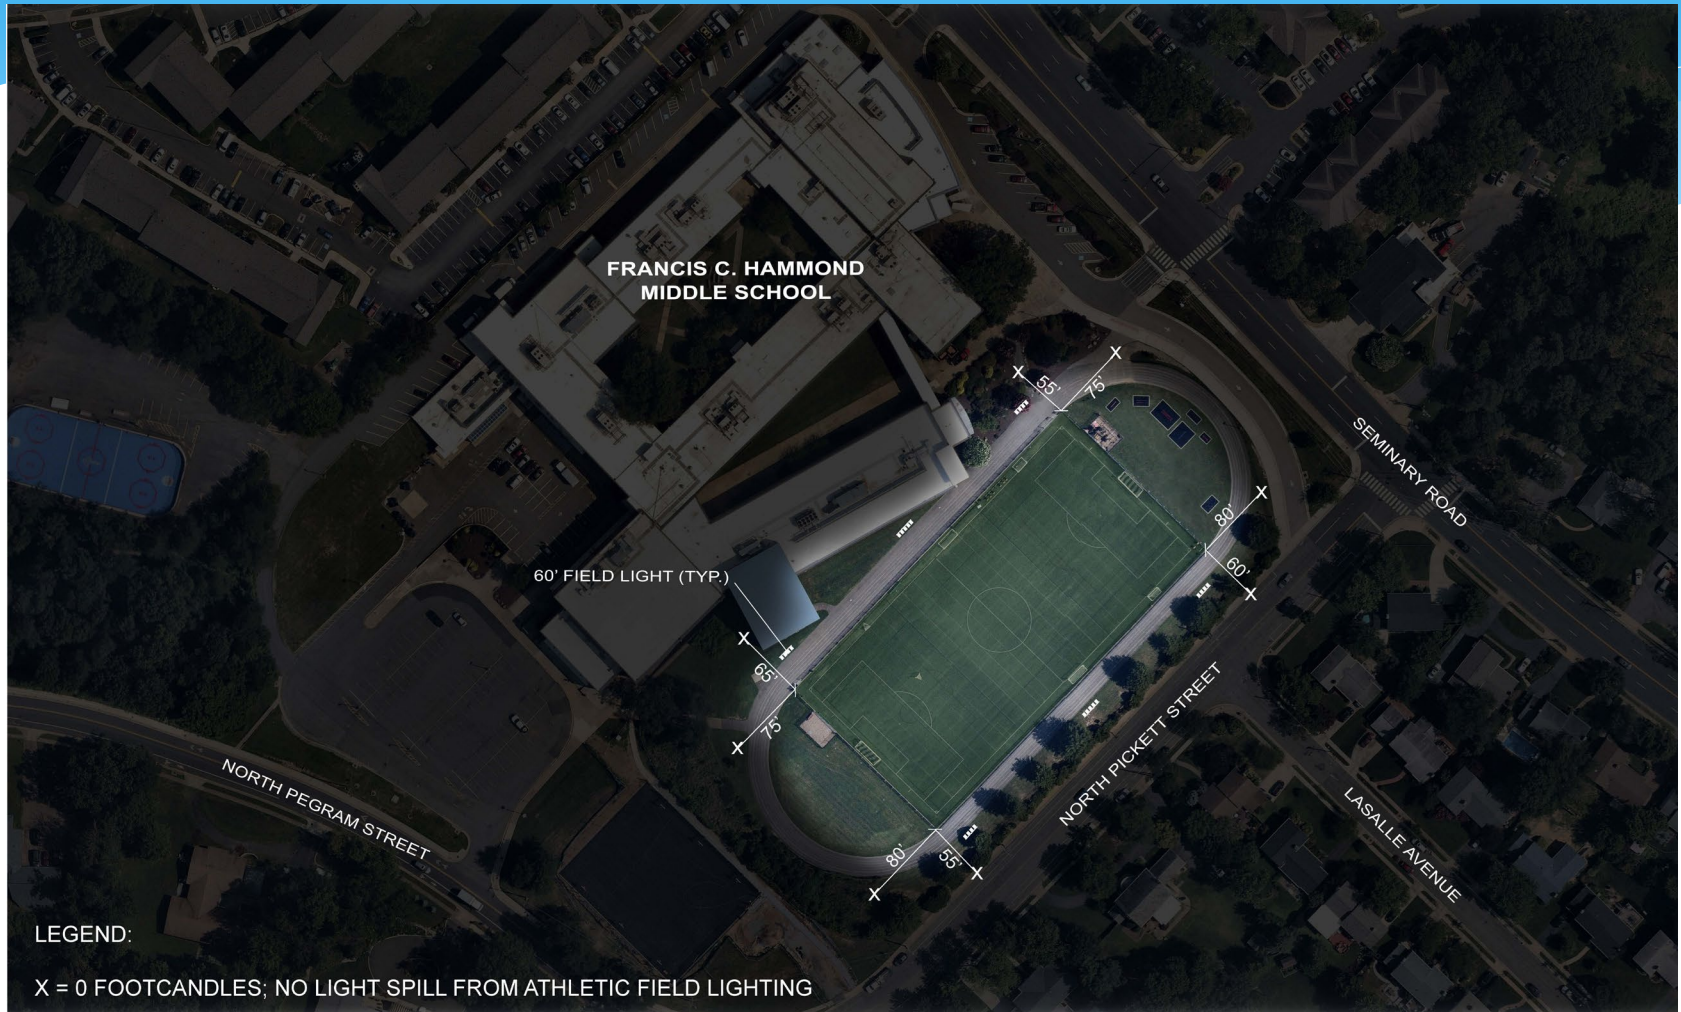 FRANCIS C. HAMMOND
MIDDLE SCHOOL
X
X
55'
75'
SEMINARY ROAD
X
80'
60'
X
60' FIELD LIGHT (TYP.)
X
65'
75'
X
NORTH PICKETT STREET
NORTH PEGRAM STREET
LASALLE AVENUE
80'
55'
X
X
LEGEND:
X = 0 FOOTCANDLES; NO LIGHT SPILL FROM ATHLETIC FIELD LIGHTING